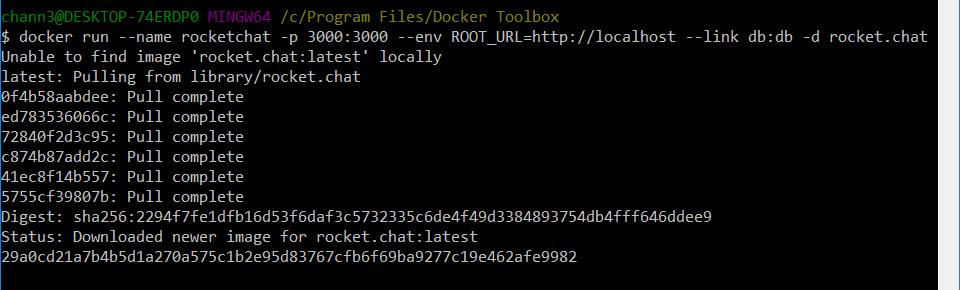 chann3@DESKTOP-74ERDP0 MINGW64 /c/Program Files/Docker Toolbox
$ docker run --name rocketchat -p 3000:3000 --env ROOT_URL=http://localhost --link db:db -d rocket.chat
Unable to find image 'rocket.chat:latest' locally
latest: Pulling from library/rocket.chat
0f4b58aabdee: Pull complete
ed783536066c: Pull complete
72840f2d3c95: Pull complete
c874b87add2c: Pull complete
41ec8f14b557: Pull complete
5755cf39807b: Pull complete
Digest: sha256:2294f7fe1dfb16d53f6daf3c5732335c6de4f49d3384893754db4fff646ddee9
Status: Downloaded newer image for rocket.chat:latest
29a0cd21a7b4b5d1a270a575c1b2e95d83767cfb6f69ba9277c19e462afe9982